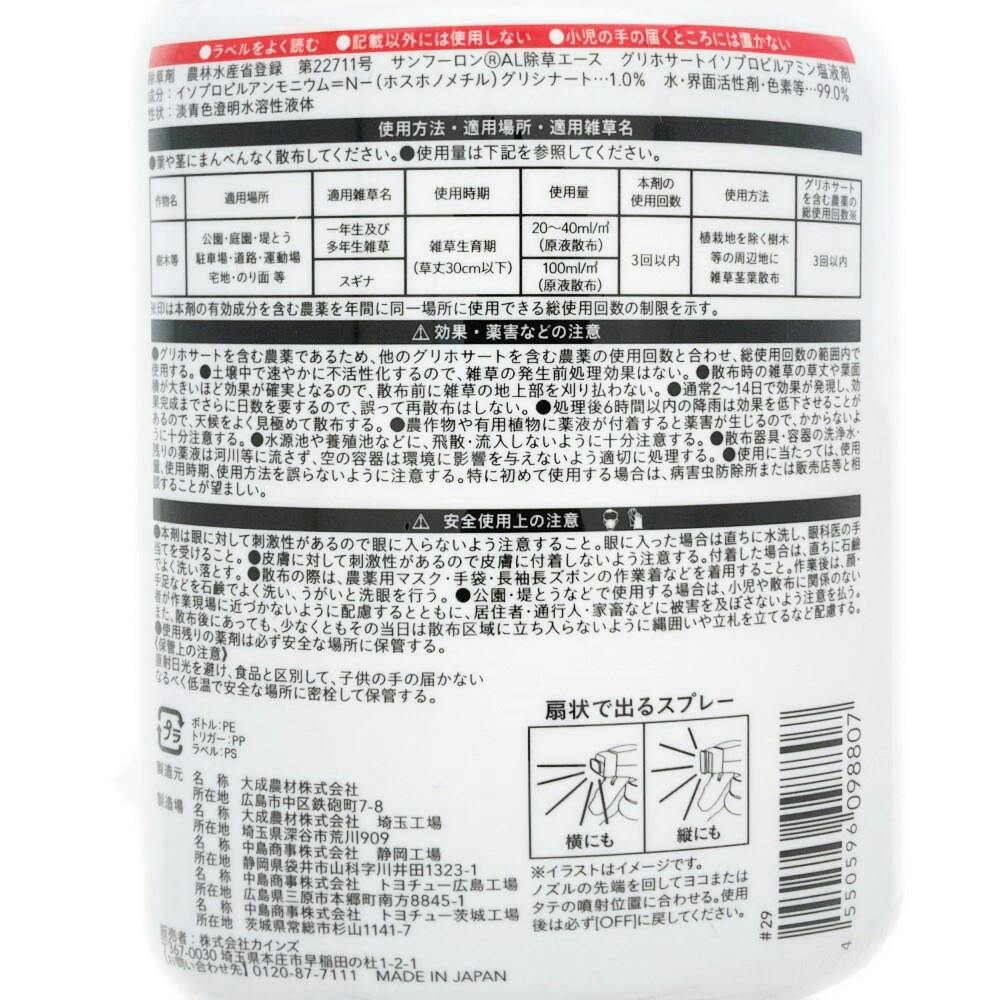 ●ラベルをよく読む ●記載以外には使用しない ●小児の手の届くところには置かない
除草剤 農林水産省登録 第22711号 サンフーロンⓇAL除草エース グリホサートイソプロピルアミン塩液剤
成分：イソプロピルアンモニウム＝N－(ホスホノメチル)グリシナート…1.0% 水・界面活性剤・色素等…99.0%
性状：淡青色澄明水溶性液体
使用方法・適用場所・適用雑草名
●葉や茎にまんべんなく散布してください。●使用量は下記を参照してください。
作物名 適用場所 適用雑草名 使用時期 使用量 本剤の使用回数 使用方法 グリホサートを含む農薬の総使用回数※
樹木等 公園・庭園・堤とう 駐車場・道路・運動場 宅地・のり面 等 一年生及び多年生雑草 雑草生育期 (草丈30cm以下) 20～40ml/㎡ (原液散布) 3回以内 植栽地を除く樹木等の周辺地に雑草茎葉散布 3回以内
スギナ 100ml/㎡ (原液散布)
※印は本剤の有効成分を含む農薬を年間に同一場所に使用できる総使用回数の制限を示す。
⚠効果・薬害などの注意
●グリホサートを含む農薬であるため、他のグリホサートを含む農薬の使用回数と合わせ、総使用回数の範囲内で
使用する。●土壌中で速やかに不活性化するので、雑草の発生前処理効果はない。●散布時の雑草の草丈や葉面
積が大きいほど効果が確実となるので、散布前に雑草の地上部を刈り払わない。●通常2～14日で効果が発現し、効
果完成までさらに日数を要するので、誤って再散布はしない。●処理後6時間以内の降雨は効果を低下させることが
あるので、天候をよく見極めて散布する。●農作物や有用植物に薬液が付着すると薬害が生じるので、かからないよ
うに十分注意する。●水源池や養殖池などに、飛散・流入しないように十分注意する。●散布器具・容器の洗浄水・
残りの薬液は河川等に流さず、空の容器は環境に影響を与えないよう適切に処理する。●使用に当たっては、使用
量、使用時期、使用方法を誤らないように注意する。特に初めて使用する場合は、病害虫防除所または販売店等と相
談することが望ましい。
⚠ 安全使用上の注意
●本剤は眼に対して刺激性があるので眼に入らないよう注意すること。眼に入った場合は直ちに水洗し、眼科医の手
当てを受けること。●皮膚に対して刺激性があるので皮膚に付着しないよう注意する。付着した場合は、直ちに石鹸
でよく洗い落とす。●散布の際は、農薬用マスク・手袋・長袖長ズボンの作業着などを着用すること。作業後は、顔・
手足などを石鹸でよく洗い、うがいと洗眼を行う。●公園・堤とうなどで使用する場合は、小児や散布に関係のない
者が作業現場に近づかないように配慮するとともに、居住者・通行人・家畜などに被害を及ぼさないよう注意を払う。
また、散布後にあっても、少なくともその当日は散布区域に立ち入らないように縄囲いや立札を立てるなど配慮する。
●使用残りの薬剤は必ず安全な場所に保管する。
《保管上の注意》
直射日光を避け、食品と区別して、子供の手の届かない
なるべく低温で安全な場所に密栓して保管する。
プラ
ボトル：PE
トリガー：PP
ラベル：PS
製造元 名 称 大成農材株式会社
所在地 広島市中区鉄砲町7-8
製造場 名 称 大成農材株式会社 埼玉工場
所在地 埼玉県深谷市荒川909
名 称 中島商事株式会社 静岡工場
所在地 静岡県袋井市山科字川井田1323-1
名 称 中島商事株式会社 トヨチュー広島工場
所在地 広島県三原市本郷町南方8845-1
名 称 中島商事株式会社 トヨチュー茨城工場
所在地 茨城県常総市杉山1141-7
販売者：株式会社カインズ
〒367-0030 埼玉県本庄市早稲田の杜1-2-1
【お問い合わせ先】0120-87-7111 MADE IN JAPAN
扇状で出るスプレー
横にも 縦にも
※イラストはイメージです。
ノズルの先端を回してヨコまたは
タテの噴射位置に合わせる。使用
後は必ず[OFF]に戻してください。
#29
4 550596 098807